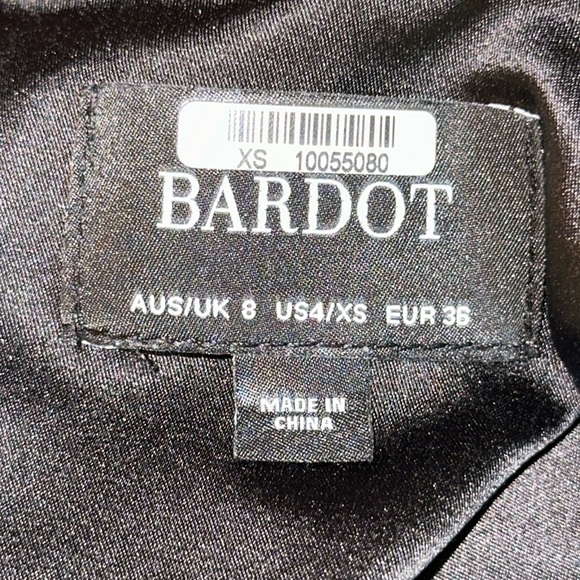 XS 10055080
BARDOT
AUS/UK 8 US4/XS EUR 36
MADE IN
CHINA